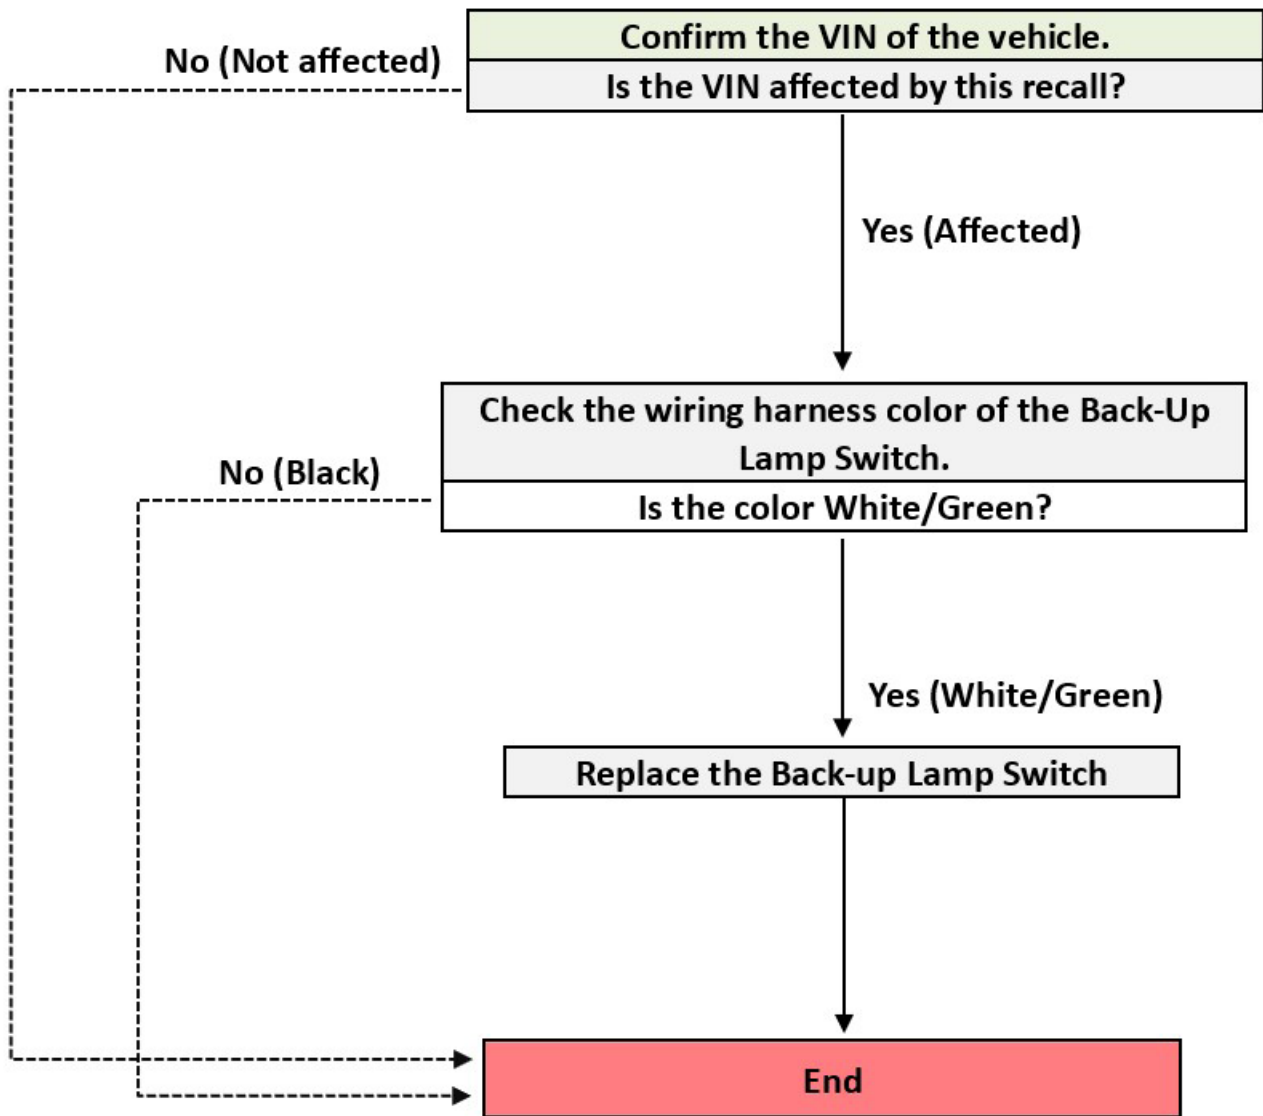 Confirm the VIN of the vehicle.
No (Not affected)
Is the VIN affected by this recall?
Yes (Affected)
Check the wiring harness color of the Back-Up
Lamp Switch.
No (Black)
Is the color White/Green?
Yes (White/Green)
Replace the Back-up Lamp Switch
End